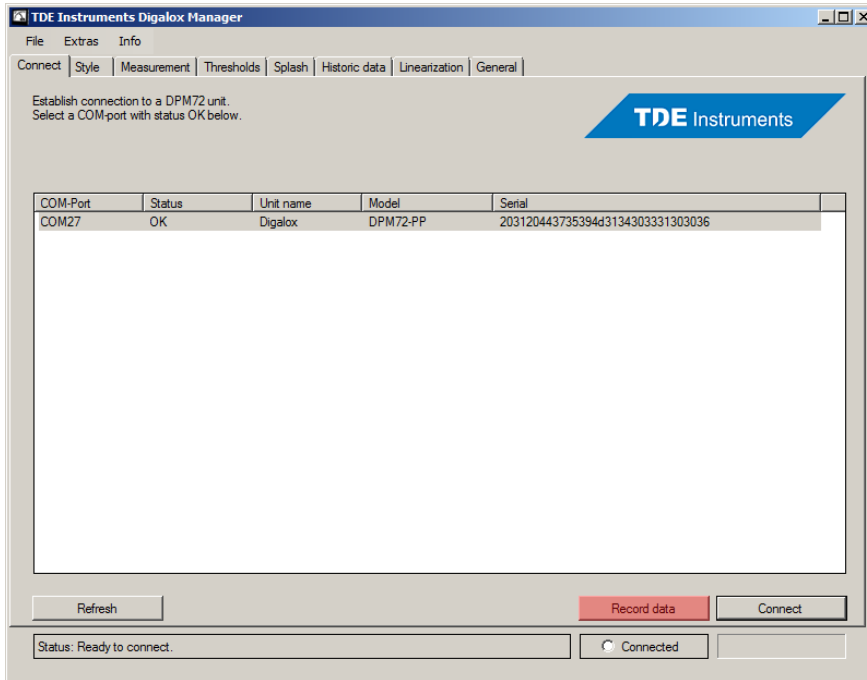 TDE Instruments Digalox Manager
File Extras Info
Connect Style Measurement Thresholds Splash Historic data Linearization General
Establish connection to a DPM72 unit.
Select a COM-port with status OK below.
TDE Instruments
COM-Port Status Unit name Model Serial
COM27 OK Digalox DPM72-PP 203120443735394d3134303331303036
Refresh Record data Connect
Status: Ready to connect. Connected